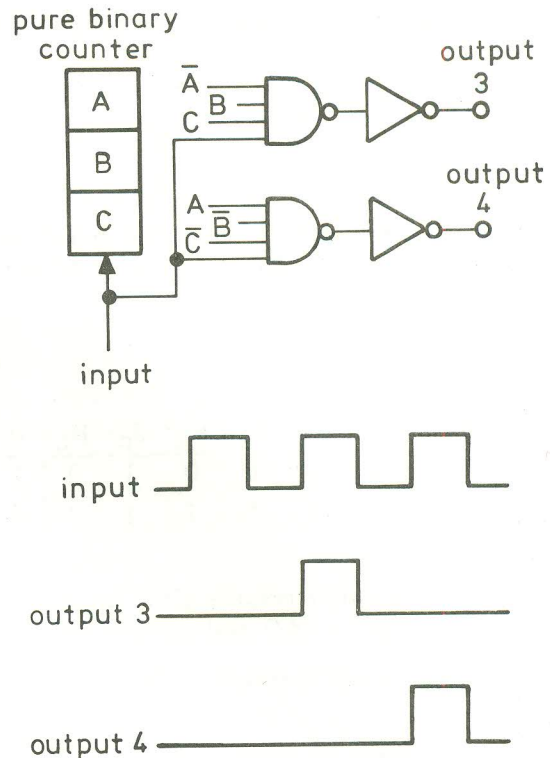 pure binary
counter
A
B
C
input
A̅
B
C
output
3
A
B̅
C̅
output
4
input
output 3
output 4